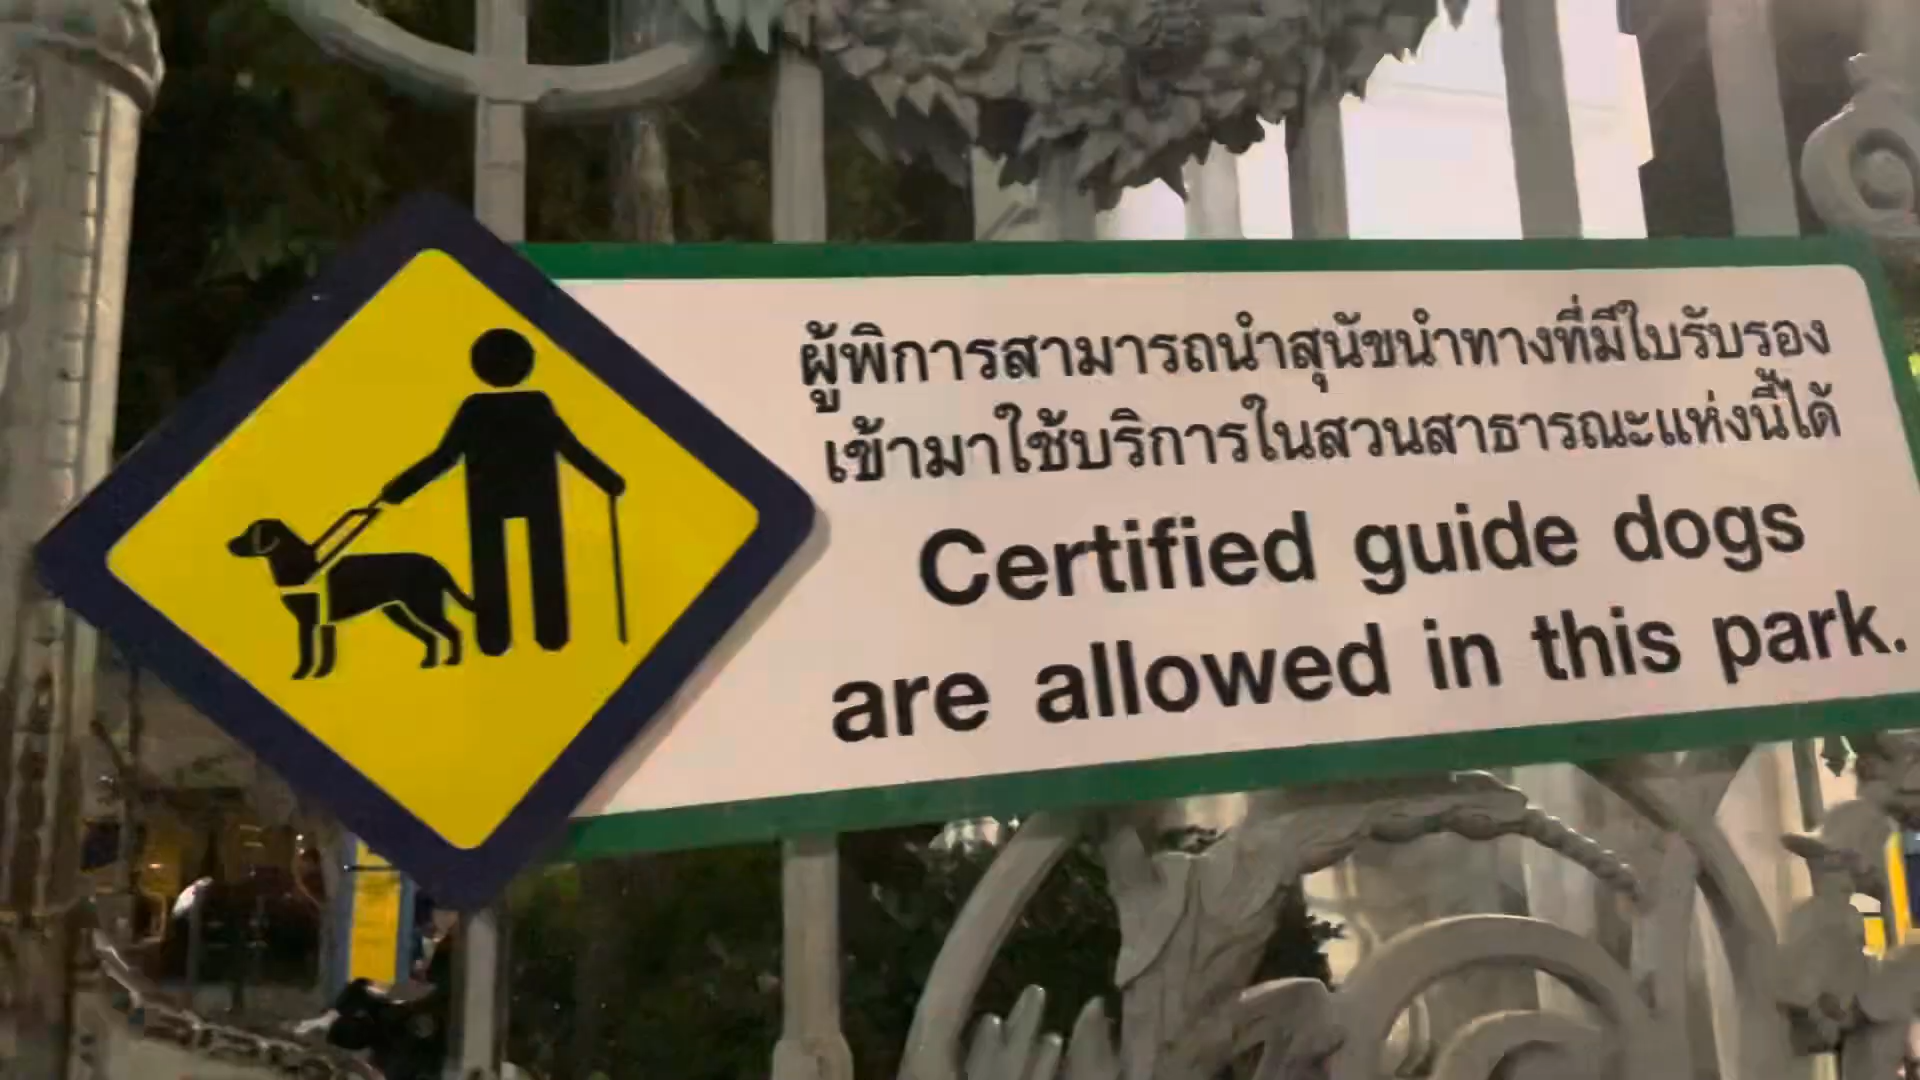 ผู้พิการสามารถนำสุนัขนำทางที่มีใบรับรอง
เข้ามาใช้บริการในสวนสาธารณะแห่งนี้ได้
Certified guide dogs
are allowed in this park.